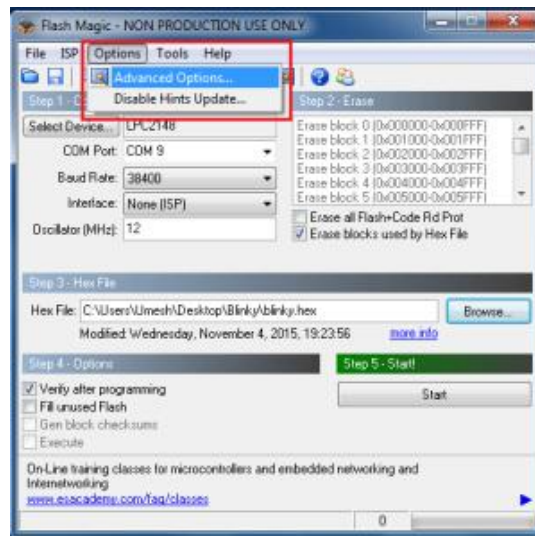 Flash Magic - NON PRODUCTION USE ONLY
File ISP Options Tools Help
Advanced Options...
Disable Hints Update...
Step 2 - Erase
Select Device... LPC2148
COM Port: COM 9
Baud Rate: 38400
Interface: None (ISP)
Oscillator (MHz): 12
Erase block 0 (0x000000-0x000FFF)
Erase block 1 (0x001000-0x001FFF)
Erase block 2 (0x002000-0x002FFF)
Erase block 3 (0x003000-0x003FFF)
Erase block 4 (0x004000-0x004FFF)
Erase block 5 (0x005000-0x005FFF)
Erase all Flash+Code Rd Prot
Erase blocks used by Hex File
Step 3 - Hex File
Hex File: C:\Users\Umesh\Desktop\Blinky\blinky.hex Browse...
Modified: Wednesday, November 4, 2015, 19:23:56 more info
Step 4 - Options
Step 5 - Start!
Verify after programming
Fill unused Flash
Gen block checksums
Execute
Start
On-Line training classes for microcontrollers and embedded networking and
Internetworking
www.esacademy.com/faq/classes
0